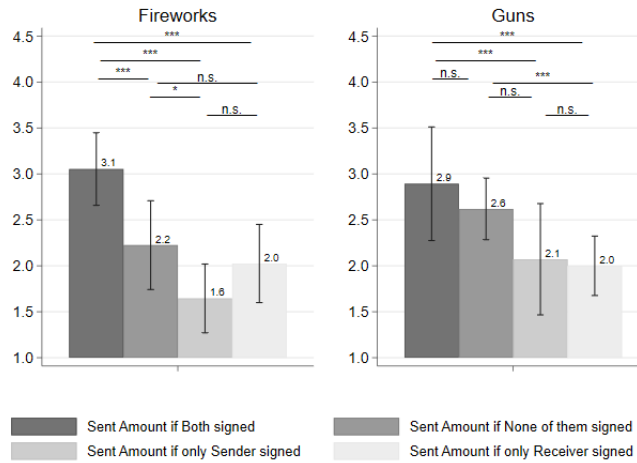 Fireworks
4.5
4.0
3.5
3.0
2.5
2.0
1.5
1.0
***
***
*** n.s.
*
n.s.
3.1
2.2
1.6
2.0
Guns
4.5
4.0
3.5
3.0
2.5
2.0
1.5
1.0
***
***
n.s. ***
n.s.
n.s.
2.9
2.6
2.1
2.0
Sent Amount if Both signed
Sent Amount if None of them signed
Sent Amount if only Sender signed
Sent Amount if only Receiver signed